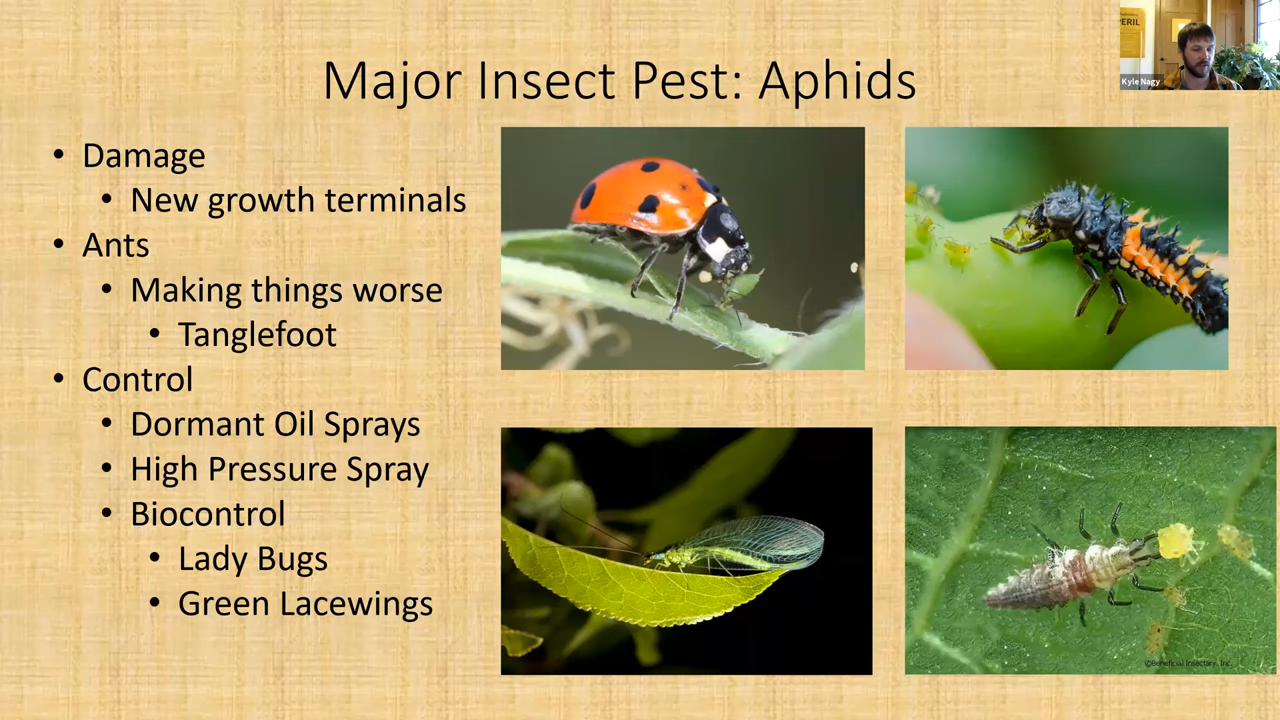 PERIL
Kyle Nagy
Major Insect Pest: Aphids
• Damage
• New growth terminals
• Ants
• Making things worse
• Tanglefoot
• Control
• Dormant Oil Sprays
• High Pressure Spray
• Biocontrol
• Lady Bugs
• Green Lacewings
©Beneficial Insectary, Inc.